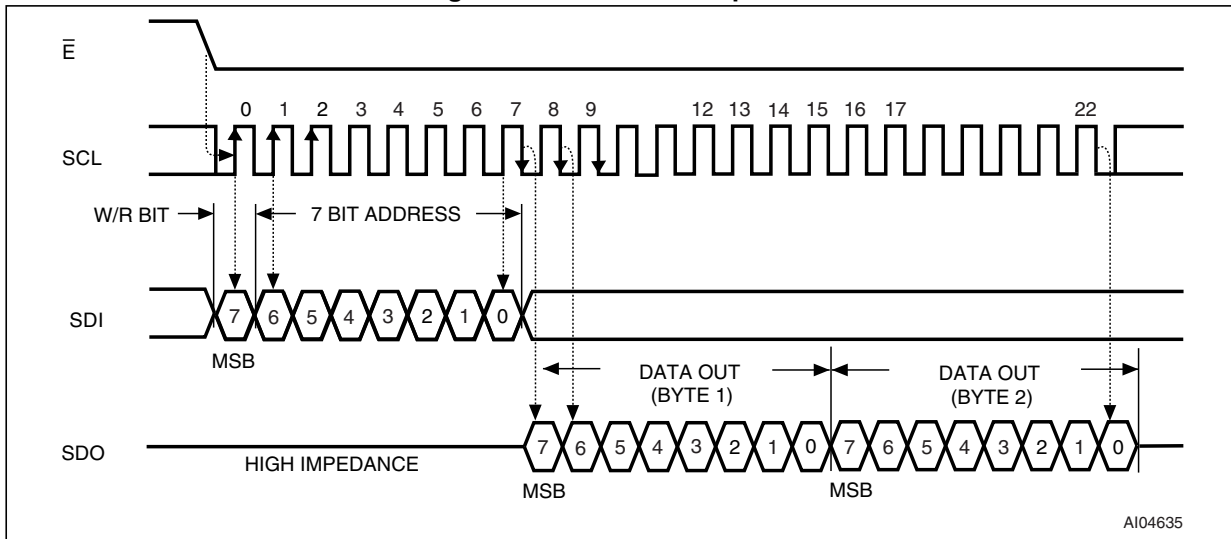 Ē
0 1 2 3 4 5 6 7 8 9 12 13 14 15 16 17 22
SCL
W/R BIT 7 BIT ADDRESS
SDI 7 6 5 4 3 2 1 0
MSB
DATA OUT (BYTE 1)
DATA OUT (BYTE 2)
SDO HIGH IMPEDANCE 7 6 5 4 3 2 1 0 7 6 5 4 3 2 1 0
MSB MSB
AI04635